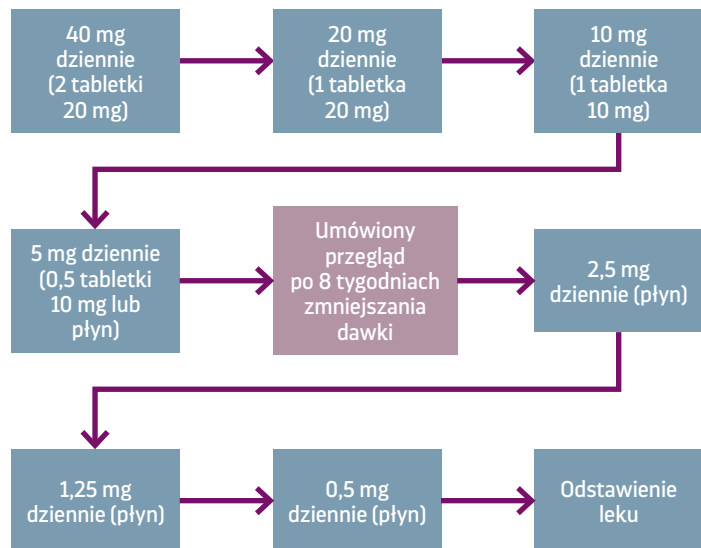 40 mg
dziennie
(2 tabletki
20 mg)
20 mg
dziennie
(1 tabletka
20 mg)
10 mg
dziennie
(1 tabletka
10 mg)
5 mg dziennie
(0,5 tabletki
10 mg lub
płyn)
Umówiony
przegląd
po 8 tygodniach
zmniejszania
dawki
2,5 mg
dziennie (płyn)
1,25 mg
dziennie (płyn)
0,5 mg
dziennie (płyn)
Odstawienie
leku